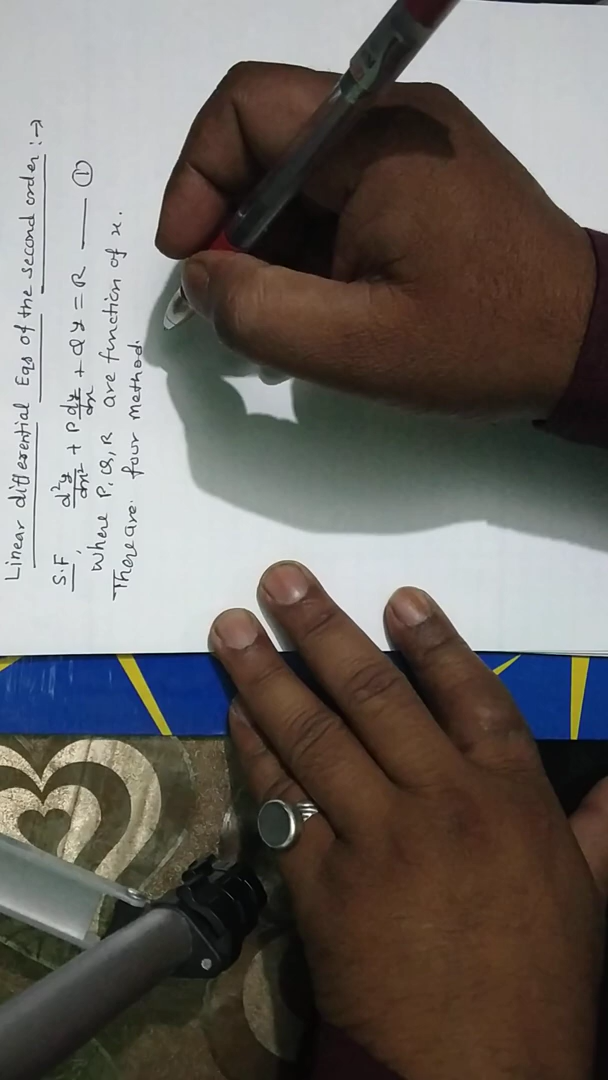 Linear differential Eqs of the second order :→
S.F, d²y/dx² + P dy/dx + Qy = R —— ①
where P, Q, R are function of x.
There are four method.